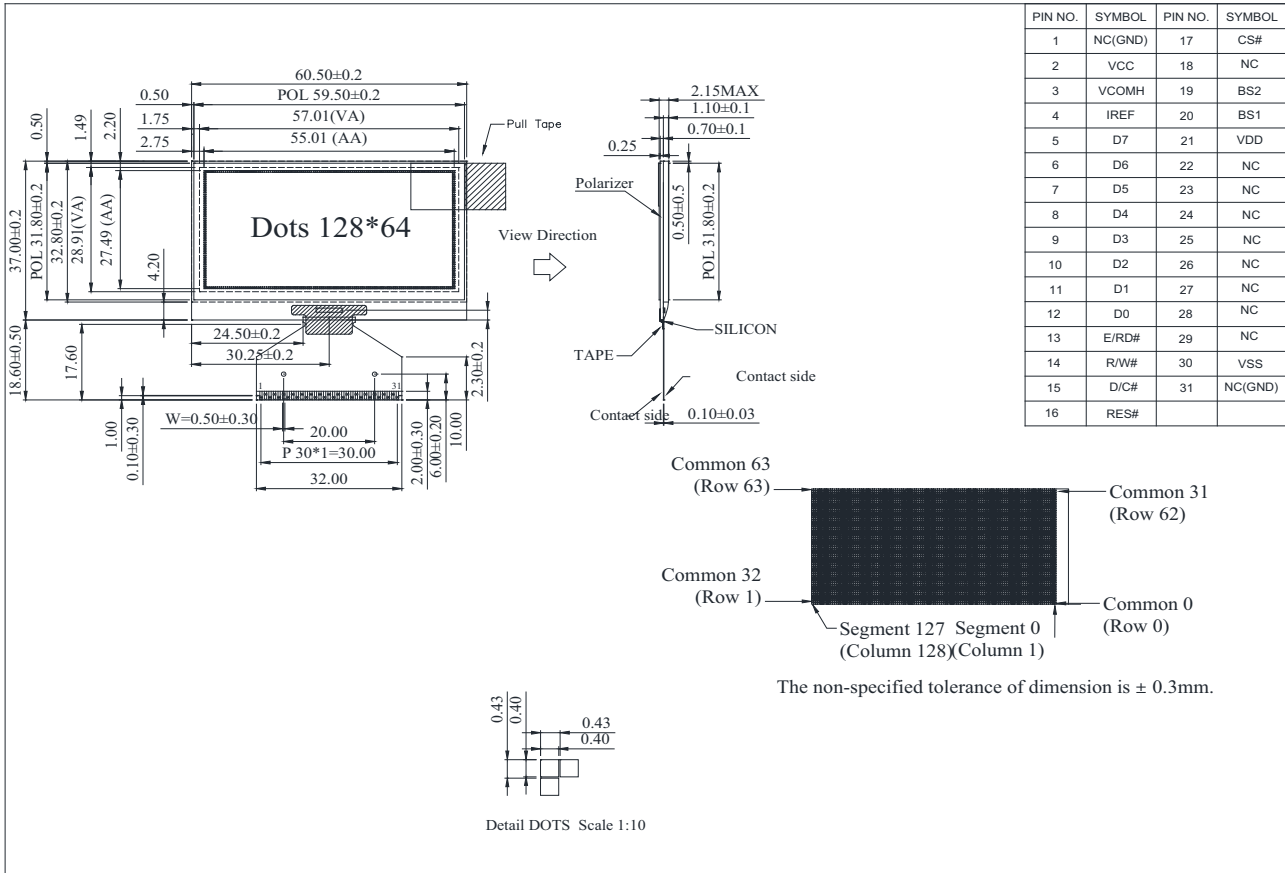 60.50±0.2
0.50
POL 59.50±0.2
1.75
57.01(VA)
2.75
55.01 (AA)
Pull Tape
0.50
1.49
2.20
37.00±0.2
POL 31.80±0.2
32.80±0.2
28.91(VA)
27.49 (AA)
4.20
Dots 128*64
View Direction
18.60±0.50
17.60
24.50±0.2
30.25±0.2
2.30±0.2
1
31
W=0.50±0.30
20.00
P 30*1=30.00
32.00
1.00
0.10±0.30
2.00±0.30
6.00±0.20
10.00
2.15MAX
1.10±0.1
0.70±0.1
0.25
Polarizer
0.50±0.5
POL 31.80±0.2
SILICON
TAPE
Contact side
Contact side
0.10±0.03
PIN NO. SYMBOL PIN NO. SYMBOL
1 NC(GND) 17 CS#
2 VCC 18 NC
3 VCOMH 19 BS2
4 IREF 20 BS1
5 D7 21 VDD
6 D6 22 NC
7 D5 23 NC
8 D4 24 NC
9 D3 25 NC
10 D2 26 NC
11 D1 27 NC
12 D0 28 NC
13 E/RD# 29 NC
14 R/W# 30 VSS
15 D/C# 31 NC(GND)
16 RES#
Common 63
(Row 63)
Common 31
(Row 62)
Common 32
(Row 1)
Common 0
(Row 0)
Segment 127 Segment 0
(Column 128)(Column 1)
The non-specified tolerance of dimension is ± 0.3mm.
0.43
0.40
0.43
0.40
Detail DOTS Scale 1:10